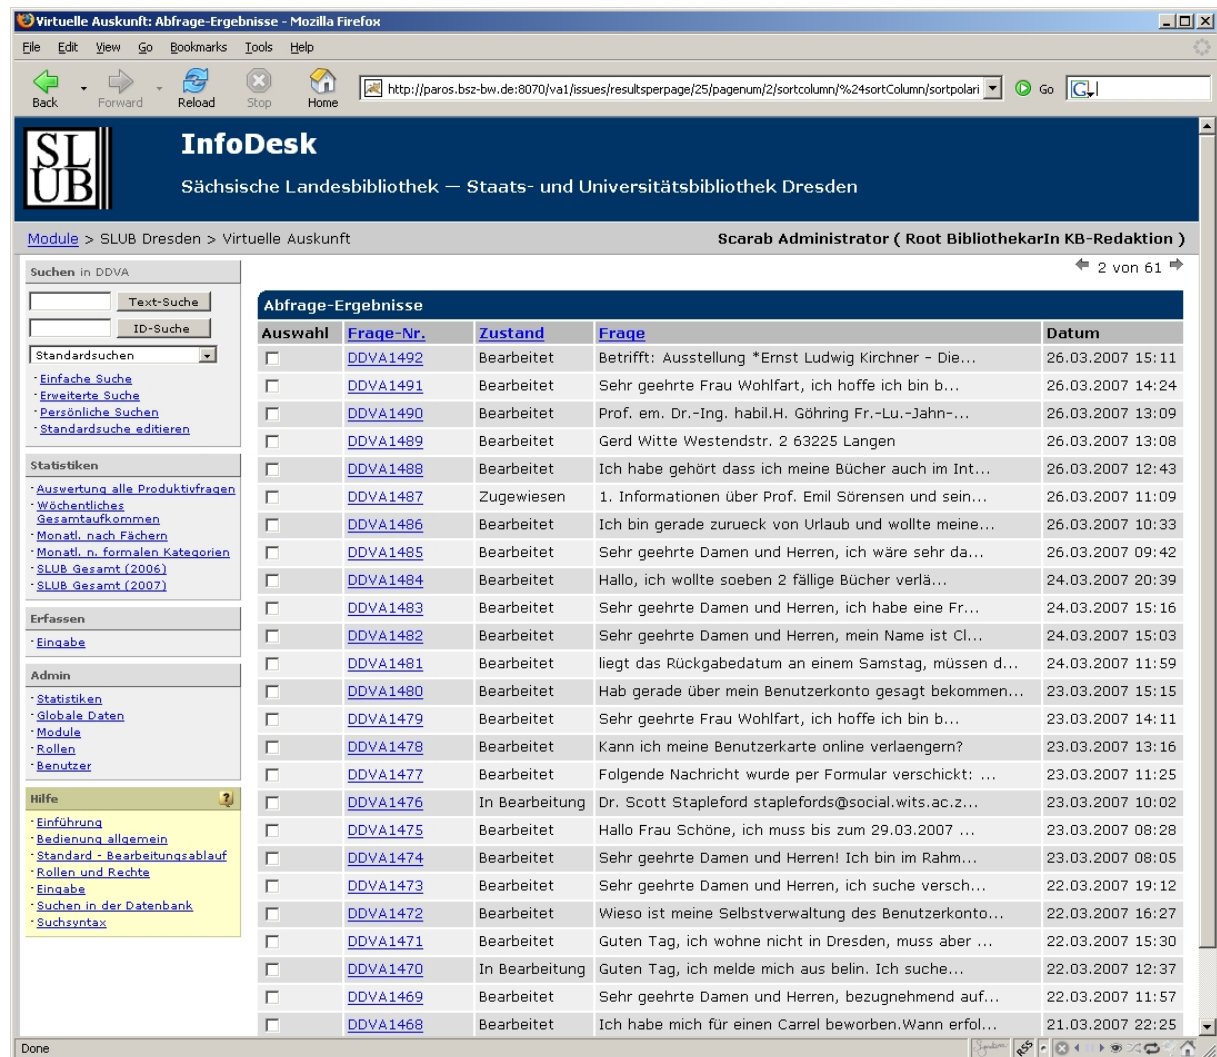 Virtuelle Auskunft: Abfrage-Ergebnisse - Mozilla Firefox
File Edit View Go Bookmarks Tools Help
Back Forward Reload Stop Home http://paros.bsz-bw.de:8070/va1/issues/resultsperpage/25/pagenum/2/sortcolumn/%24sortColumn/sortpolari Go G
SLUB
InfoDesk
Sächsische Landesbibliothek — Staats- und Universitätsbibliothek Dresden
Module > SLUB Dresden > Virtuelle Auskunft Scarab Administrator ( Root BibliothekarIn KB-Redaktion )
2 von 61
Suchen in DDVA
Text-Suche
ID-Suche
Standardsuchen
Einfache Suche
Erweiterte Suche
Persönliche Suchen
Standardsuche editieren
Statistiken
Auswertung alle Produktivfragen
Wöchentliches
Gesamtaufkommen
Monatl. nach Fächern
Monatl. n. formalen Kategorien
SLUB Gesamt (2006)
SLUB Gesamt (2007)
Erfassen
Eingabe
Admin
Statistiken
Globale Daten
Module
Rollen
Benutzer
Hilfe ?
Einführung
Bedienung allgemein
Standard - Bearbeitungsablauf
Rollen und Rechte
Eingabe
Suchen in der Datenbank
Suchsyntax
Abfrage-Ergebnisse
Auswahl Frage-Nr. Zustand Frage Datum
DDVA1492 Bearbeitet Betrifft: Ausstellung *Ernst Ludwig Kirchner - Die... 26.03.2007 15:11
DDVA1491 Bearbeitet Sehr geehrte Frau Wohlfart, ich hoffe ich bin b... 26.03.2007 14:24
DDVA1490 Bearbeitet Prof. em. Dr.-Ing. habil.H. Göhring Fr.-Lu.-Jahn-... 26.03.2007 13:09
DDVA1489 Bearbeitet Gerd Witte Westendstr. 2 63225 Langen 26.03.2007 13:08
DDVA1488 Bearbeitet Ich habe gehört dass ich meine Bücher auch im Int... 26.03.2007 12:43
DDVA1487 Zugewiesen 1. Informationen über Prof. Emil Sörensen und sein... 26.03.2007 11:09
DDVA1486 Bearbeitet Ich bin gerade zurueck von Urlaub und wollte meine... 26.03.2007 10:33
DDVA1485 Bearbeitet Sehr geehrte Damen und Herren, ich wäre sehr da... 26.03.2007 09:42
DDVA1484 Bearbeitet Hallo, ich wollte soeben 2 fällige Bücher verlä... 24.03.2007 20:39
DDVA1483 Bearbeitet Sehr geehrte Damen und Herren, ich habe eine Fr... 24.03.2007 15:16
DDVA1482 Bearbeitet Sehr geehrte Damen und Herren, mein Name ist Cl... 24.03.2007 15:03
DDVA1481 Bearbeitet liegt das Rückgabedatum an einem Samstag, müssen d... 24.03.2007 11:59
DDVA1480 Bearbeitet Hab gerade über mein Benutzerkonto gesagt bekommen... 23.03.2007 15:15
DDVA1479 Bearbeitet Sehr geehrte Frau Wohlfart, ich hoffe ich bin b... 23.03.2007 14:11
DDVA1478 Bearbeitet Kann ich meine Benutzerkarte online verlaengern? 23.03.2007 13:16
DDVA1477 Bearbeitet Folgende Nachricht wurde per Formular verschickt: ... 23.03.2007 11:25
DDVA1476 In Bearbeitung Dr. Scott Stapleford staplefords@social.wits.ac.z... 23.03.2007 10:02
DDVA1475 Bearbeitet Hallo Frau Schöne, ich muss bis zum 29.03.2007 ... 23.03.2007 08:28
DDVA1474 Bearbeitet Sehr geehrte Damen und Herren! Ich bin im Rahm... 23.03.2007 08:05
DDVA1473 Bearbeitet Sehr geehrte Damen und Herren, ich suche versch... 22.03.2007 19:12
DDVA1472 Bearbeitet Wieso ist meine Selbstverwaltung des Benutzerkonto... 22.03.2007 16:27
DDVA1471 Bearbeitet Guten Tag, ich wohne nicht in Dresden, muss aber ... 22.03.2007 15:30
DDVA1470 In Bearbeitung Guten Tag, ich melde mich aus belin. Ich suche... 22.03.2007 12:37
DDVA1469 Bearbeitet Sehr geehrte Damen und Herren, bezugnehmend auf... 22.03.2007 11:57
DDVA1468 Bearbeitet Ich habe mich für einen Carrel beworben.Wann erfol... 21.03.2007 22:25
Done RSS